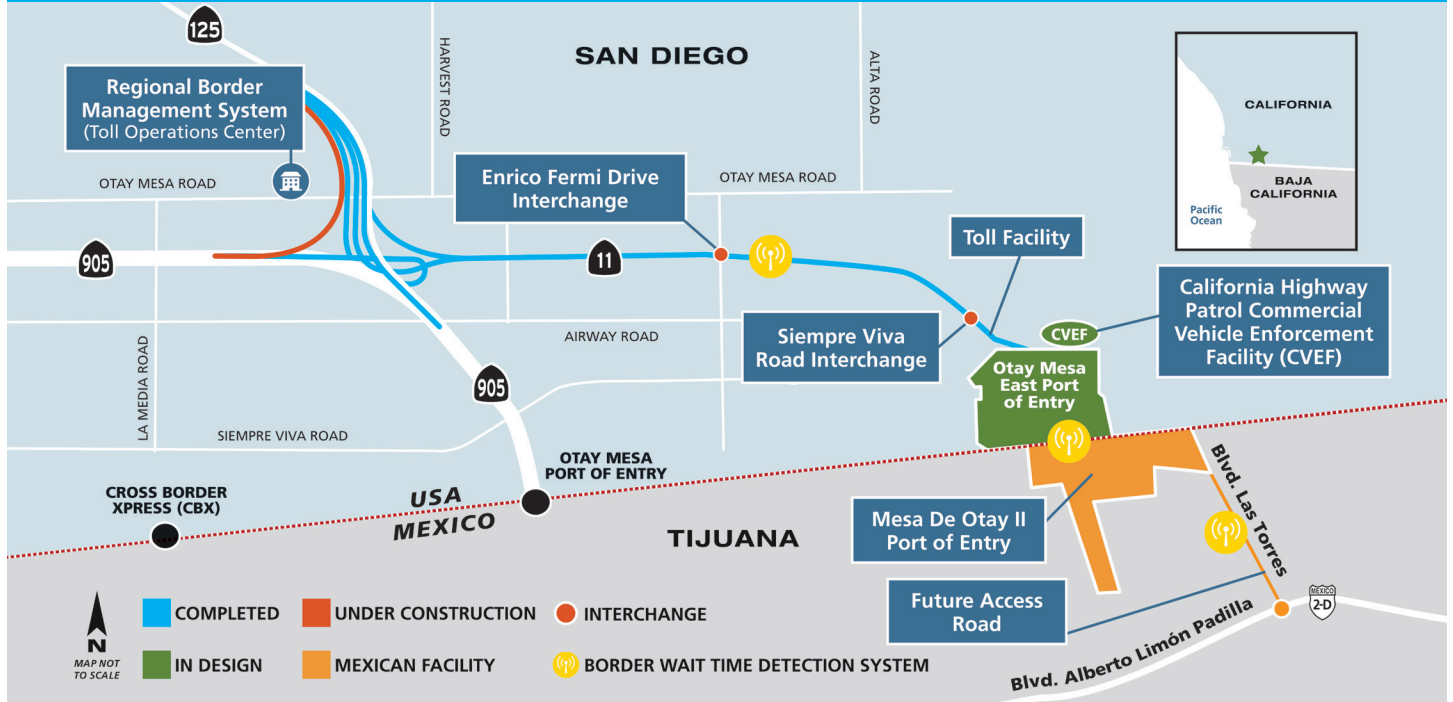 125
SAN DIEGO
HARVEST ROAD
ALTA ROAD
Regional Border
Management System
(Toll Operations Center)
CALIFORNIA
BAJA
CALIFORNIA
Pacific
Ocean
OTAY MESA ROAD
Enrico Fermi Drive
Interchange
OTAY MESA ROAD
Toll Facility
905
11
California Highway
Patrol Commercial
Vehicle Enforcement
Facility (CVEF)
LA MEDIA ROAD
AIRWAY ROAD
Siempre Viva
Road Interchange
CVEF
905
Otay Mesa
East Port
of Entry
SIEMPRE VIVA ROAD
OTAY MESA
PORT OF ENTRY
CROSS BORDER
XPRESS (CBX)
USA
MEXICO
TIJUANA
Mesa De Otay II
Port of Entry
Blvd. Las Torres
Future Access
Road
MEXICO
2-D
Blvd. Alberto Limón Padilla
N
MAP NOT
TO SCALE
COMPLETED
UNDER CONSTRUCTION
INTERCHANGE
IN DESIGN
MEXICAN FACILITY
BORDER WAIT TIME DETECTION SYSTEM